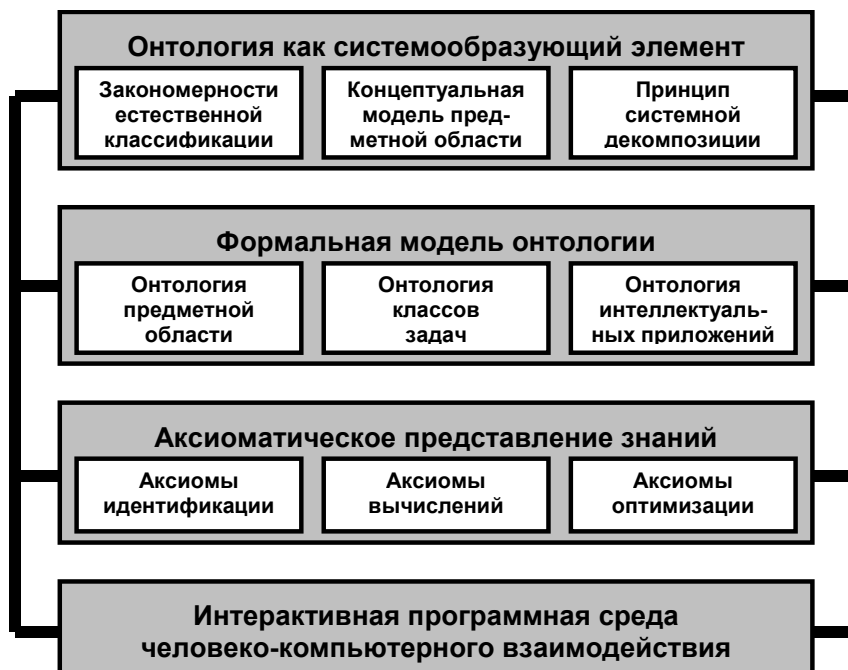 Онтология как системообразующий элемент
Закономерности
естественной
классификации
Концептуальная
модель пред-
метной области
Принцип
системной
декомпозиции
Формальная модель онтологии
Онтология
предметной
области
Онтология
классов
задач
Онтология
интеллектуаль-
ных приложений
Аксиоматическое представление знаний
Аксиомы
идентификации
Аксиомы
вычислений
Аксиомы
оптимизации
Интерактивная программная среда
человеко-компьютерного взаимодействия